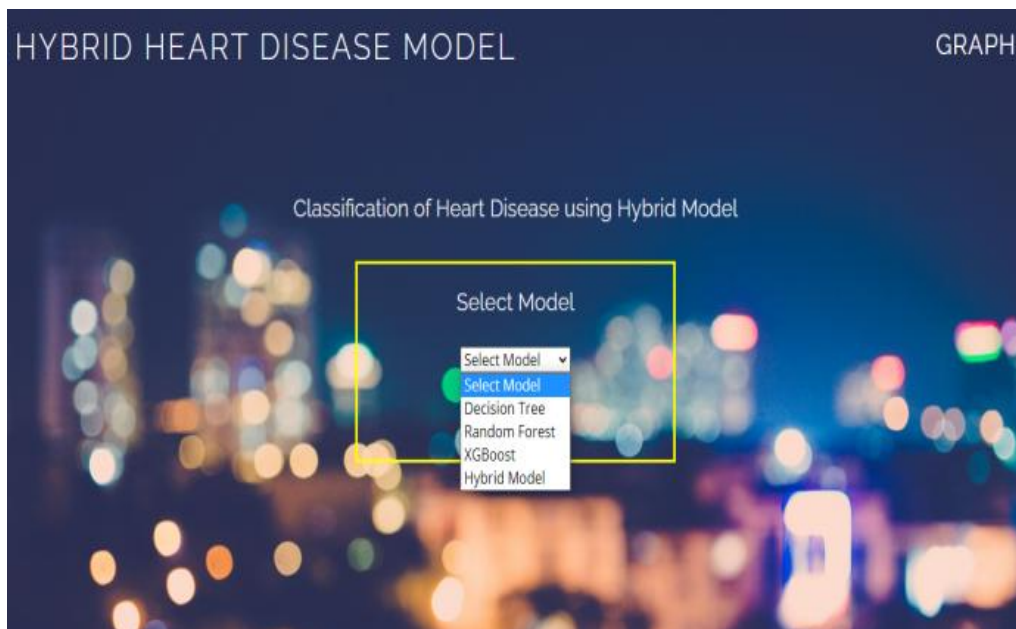 HYBRID HEART DISEASE MODEL
GRAPH
Classification of Heart Disease using Hybrid Model
Select Model
Select Model
Select Model
Decision Tree
Random Forest
XGBoost
Hybrid Model